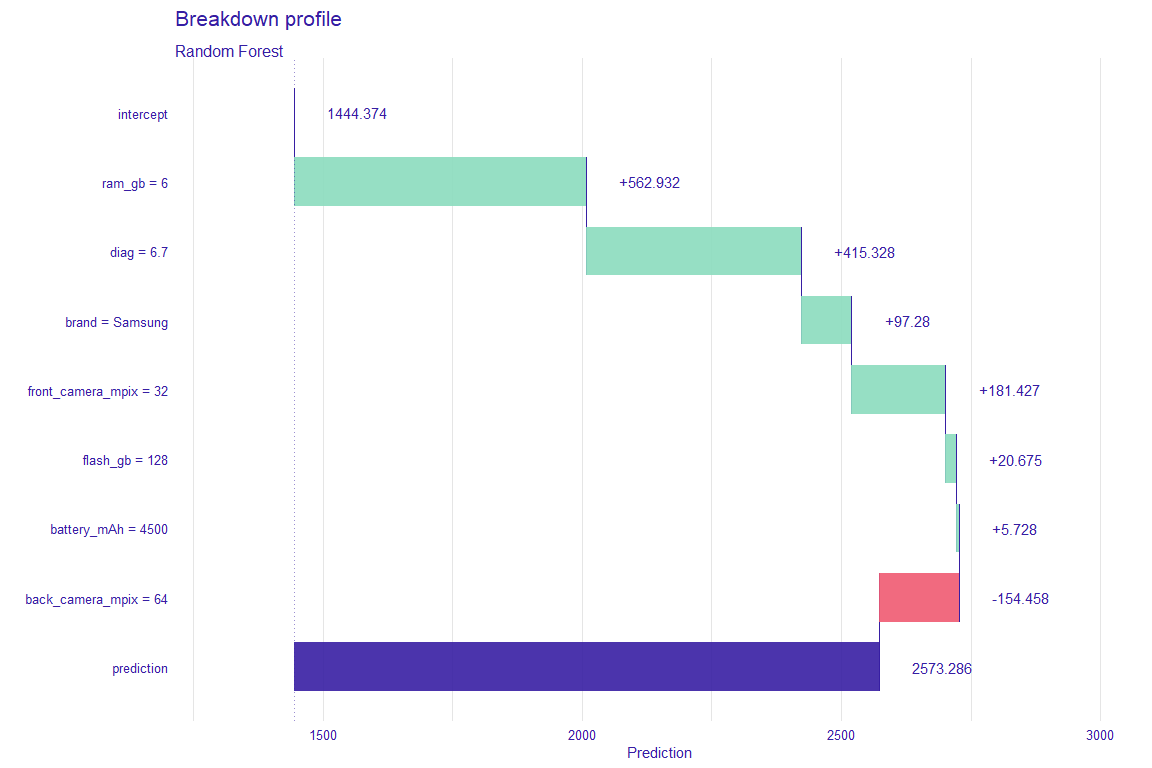 Breakdown profile
Random Forest
intercept 1444.374
ram_gb = 6 +562.932
diag = 6.7 +415.328
brand = Samsung +97.28
front_camera_mpix = 32 +181.427
flash_gb = 128 +20.675
battery_mAh = 4500 +5.728
back_camera_mpix = 64 -154.458
prediction 2573.286
1500 2000 2500 3000
Prediction